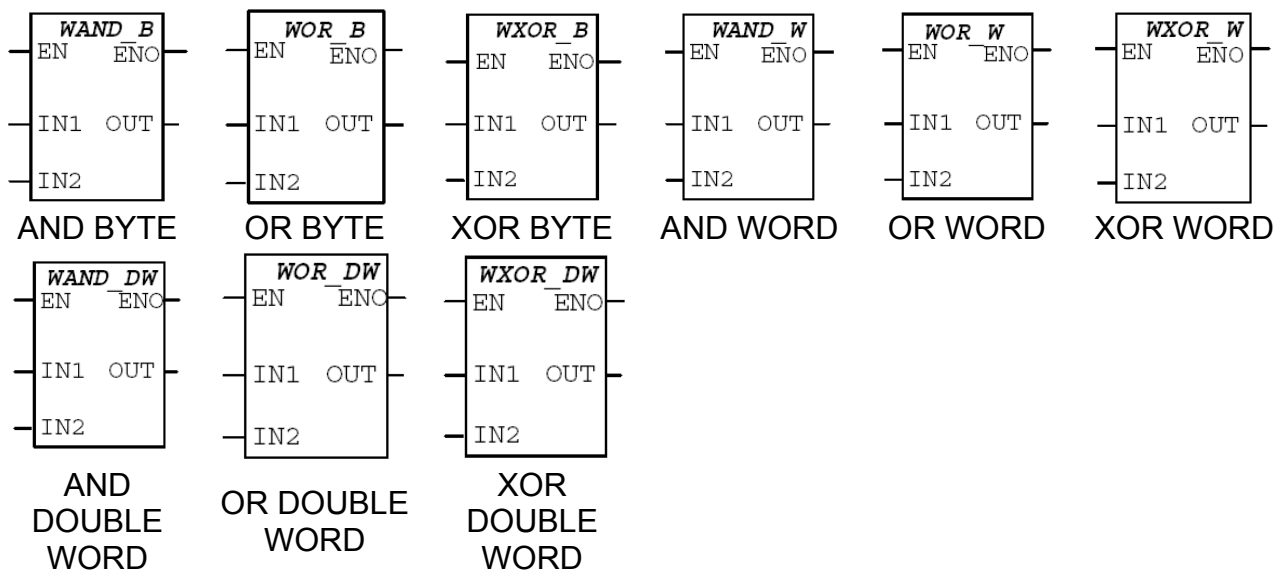 WAND_B
EN ENO
IN1 OUT
IN2
AND BYTE
WOR_B
EN ENO
IN1 OUT
IN2
OR BYTE
WXOR_B
EN ENO
IN1 OUT
IN2
XOR BYTE
WAND_W
EN ENO
IN1 OUT
IN2
AND WORD
WOR_W
EN ENO
IN1 OUT
IN2
OR WORD
WXOR_W
EN ENO
IN1 OUT
IN2
XOR WORD
WAND_DW
EN ENO
IN1 OUT
IN2
AND
DOUBLE
WORD
WOR_DW
EN ENO
IN1 OUT
IN2
OR DOUBLE
WORD
WXOR_DW
EN ENO
IN1 OUT
IN2
XOR
DOUBLE
WORD